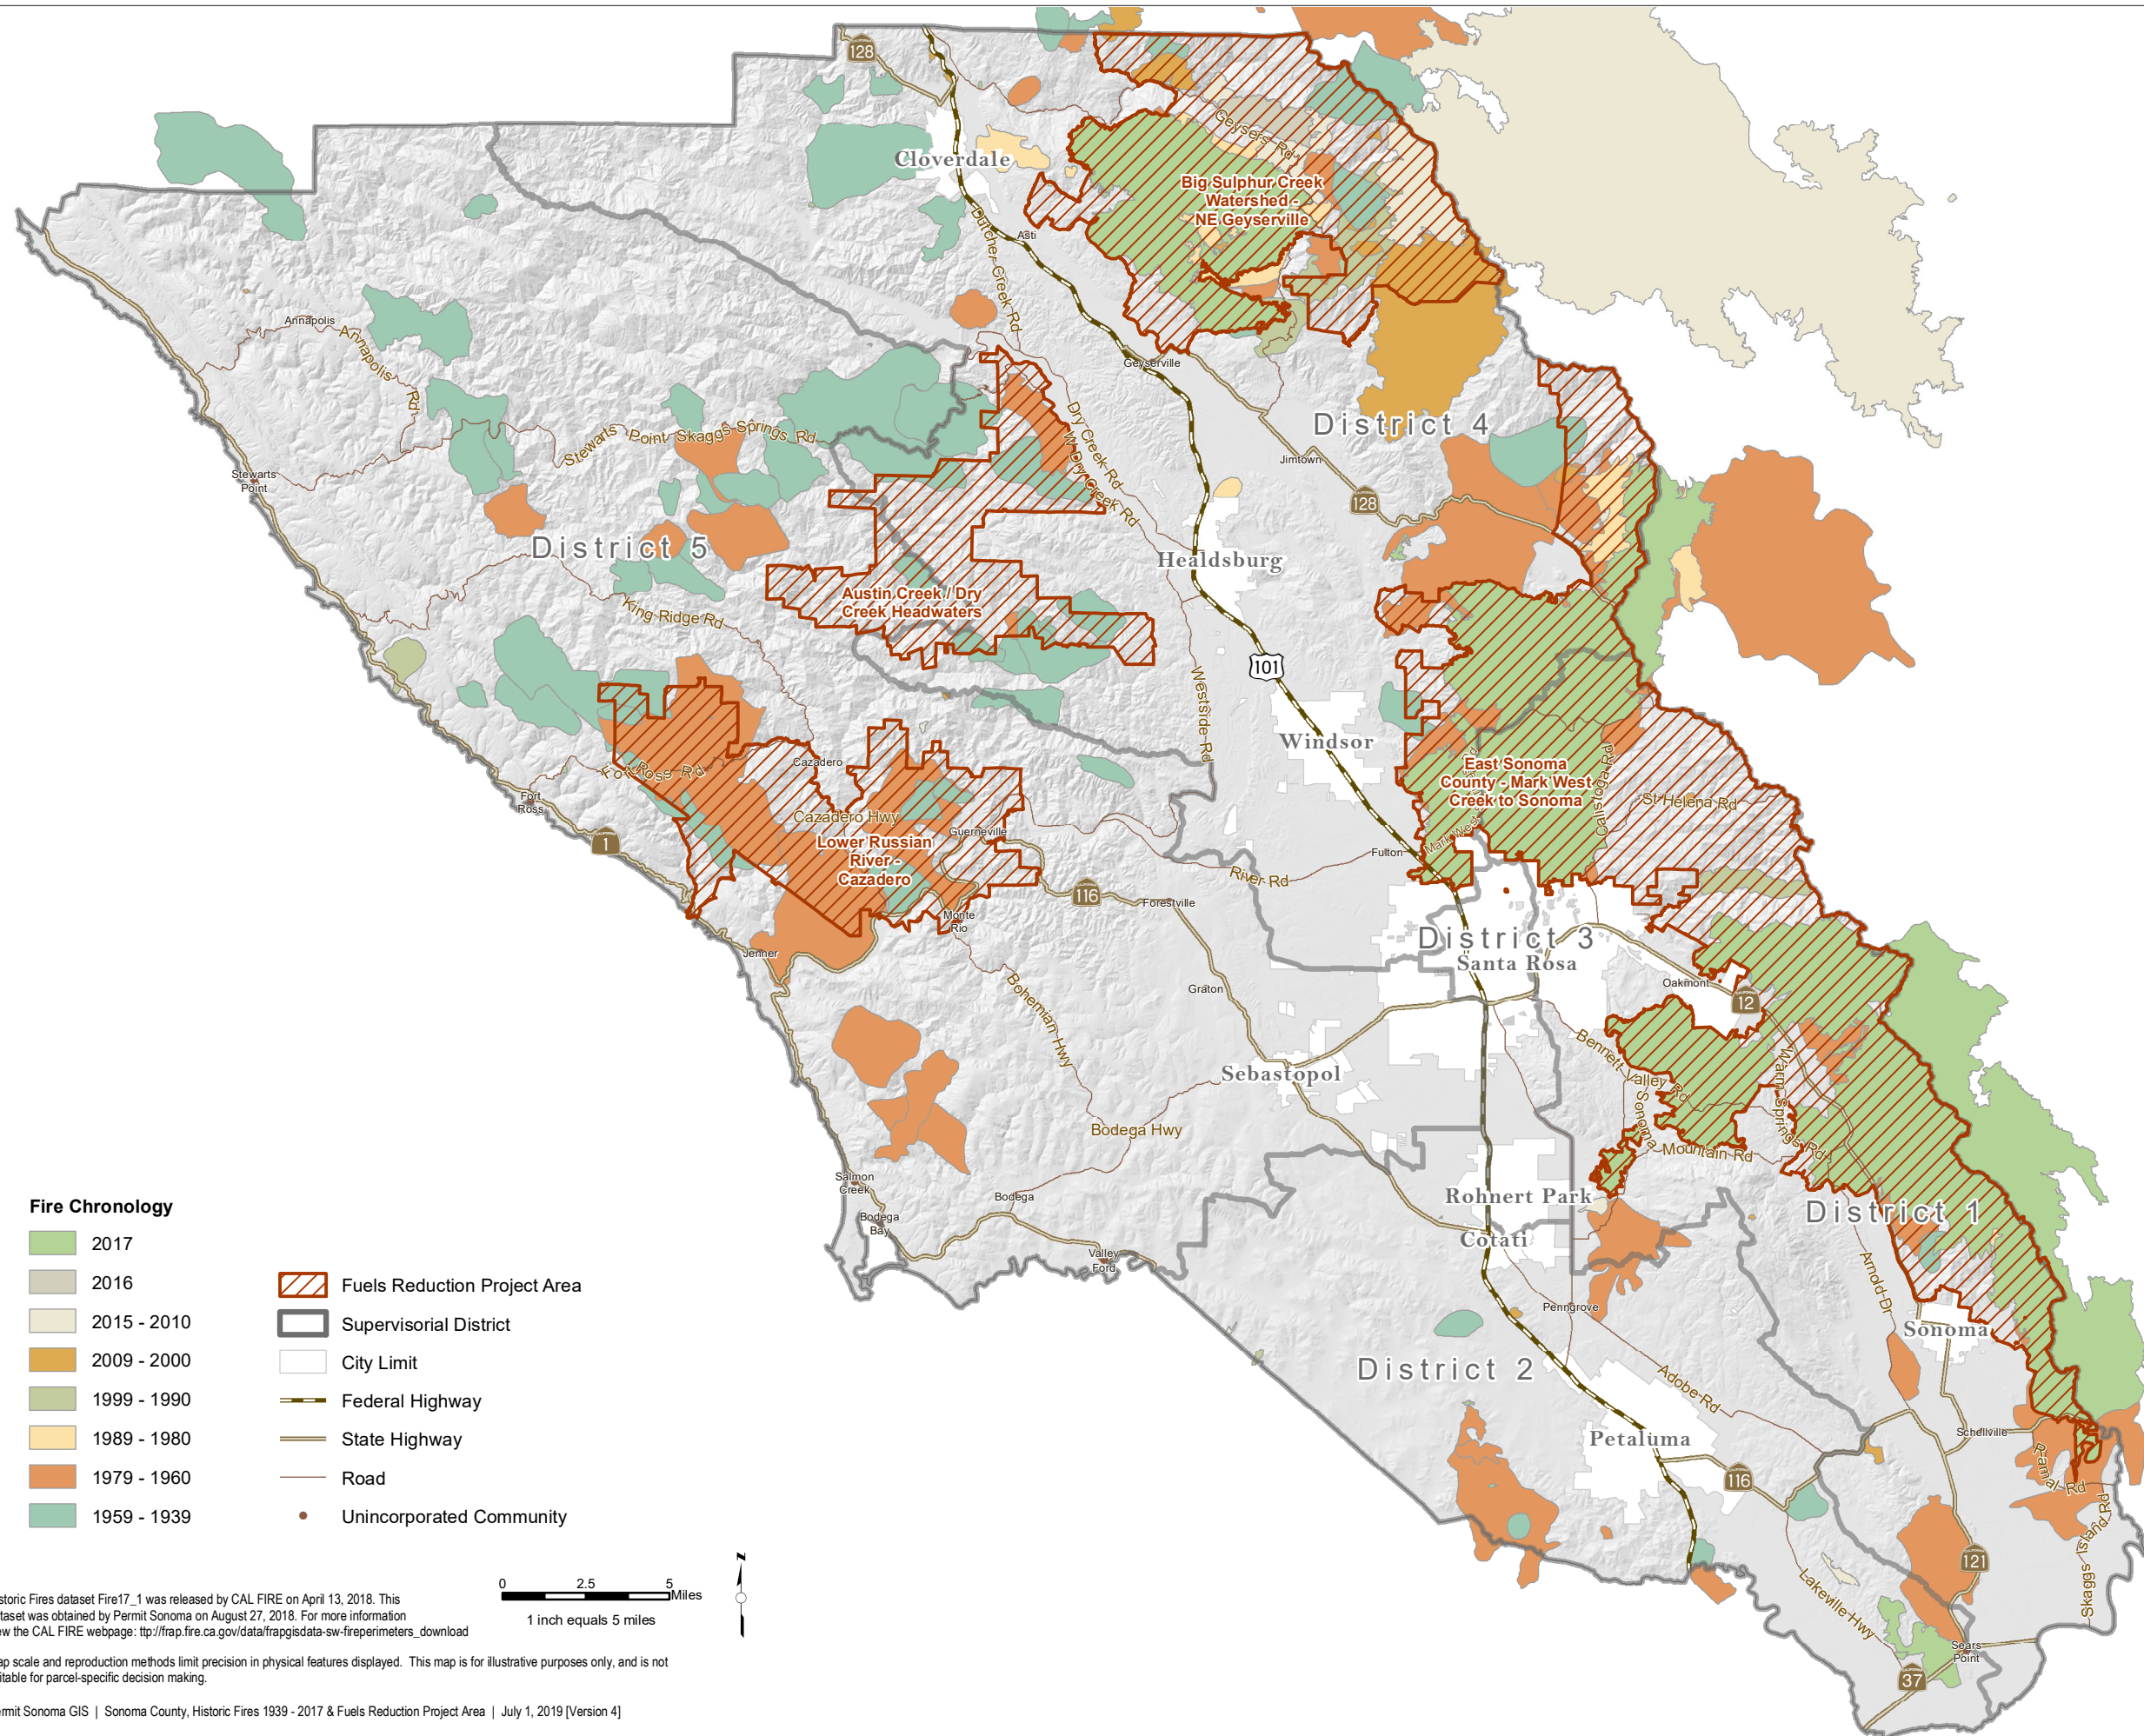 128
Cloverdale
Geysers Rd
Big Sulphur Creek
Watershed -
NE Geyserville
Asti
Dutcher Creek Rd
Annapolis
Annapolis Rd
Geyserville
District 4
Dry Creek Rd
W Dry Creek Rd
Stewarts Point Skaggs Springs Rd
Jimtown
Stewarts
Point
128
District 5
Healdsburg
Austin Creek / Dry
Creek Headwaters
King Ridge Rd
101
Westside Rd
Windsor
Cazadero
East Sonoma
County - Mark West
Creek to Sonoma
Calistoga Rd
St Helena Rd
Fort Ross Rd
Fort
Ross
Cazadero Hwy
Guerneville
Lower Russian
River -
Cazadero
1
Mark West
Fulton
River Rd
116
Forestville
Monte
Rio
District 3
Santa Rosa
Jenner
Oakmont
12
Graton
Bohemian Hwy
Bennett Valley Rd
Warm Springs Rd
Sebastopol
Sonoma Mountain Rd
Bodega Hwy
Salmon
Creek
Bodega
Rohnert Park
District 1
Bodega
Bay
Cotati
Valley
Ford
Arnold Dr
Penngrove
Sonoma
District 2
Adobe Rd
Petaluma
Schellville
Ramal Rd
116
Skaggs Island Rd
121
Lakeville Hwy
Sears
Point
37
Fire Chronology
2017
2016
2015 - 2010
2009 - 2000
1999 - 1990
1989 - 1980
1979 - 1960
1959 - 1939
Fuels Reduction Project Area
Supervisorial District
City Limit
Federal Highway
State Highway
Road
Unincorporated Community
0 2.5 5
Miles
1 inch equals 5 miles
N
storic Fires dataset Fire17_1 was released by CAL FIRE on April 13, 2018. This
taset was obtained by Permit Sonoma on August 27, 2018. For more information
ew the CAL FIRE webpage: ttp://frap.fire.ca.gov/data/frapgisdata-sw-fireperimeters_download
ap scale and reproduction methods limit precision in physical features displayed. This map is for illustrative purposes only, and is not
itable for parcel-specific decision making.
ermit Sonoma GIS | Sonoma County, Historic Fires 1939 - 2017 & Fuels Reduction Project Area | July 1, 2019 [Version 4]